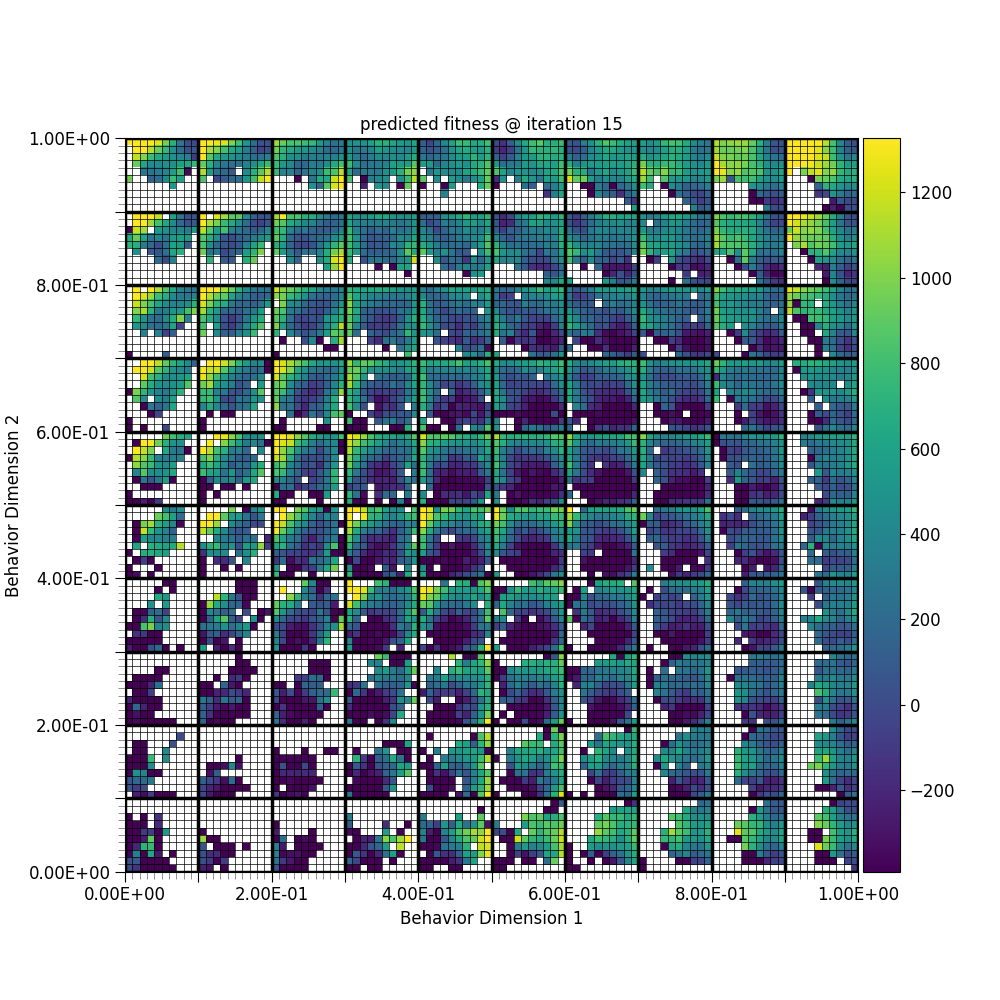 predicted fitness @ iteration 15
1.00E+00
8.00E-01
6.00E-01
4.00E-01
2.00E-01
0.00E+00
Behavior Dimension 2
0.00E+00 2.00E-01 4.00E-01 6.00E-01 8.00E-01 1.00E+00
Behavior Dimension 1
1200
1000
800
600
400
200
0
−200